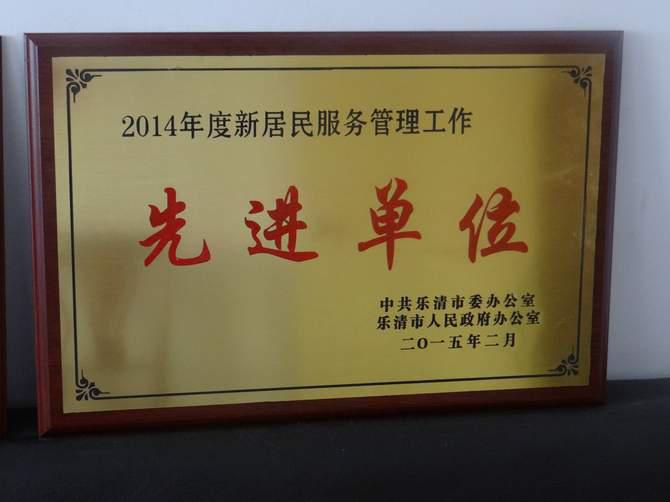 2014年度新居民服务管理工作
先进单位
中共乐清市委办公室
乐清市人民政府办公室
二O一五年二月